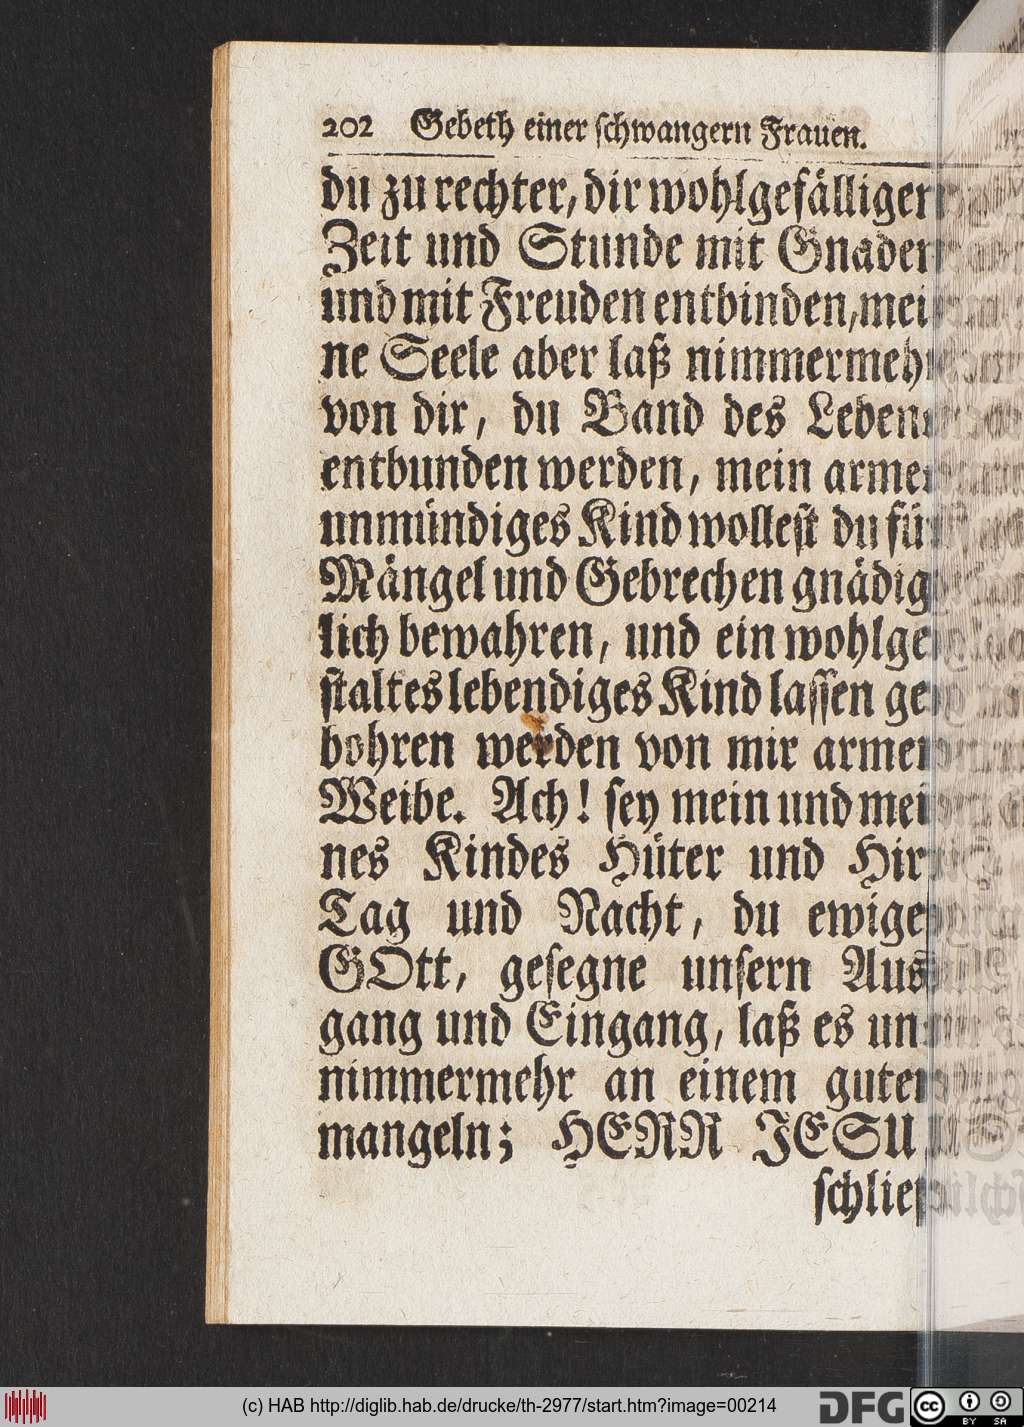 202 Gebeth einer schwangern Frauen.
du zu rechter, dir wohlgefälliger
Zeit und Stunde mit Gnaden
und mit Freuden entbinden, mei
ne Seele aber laß nimmermehr
von dir, du Band des Lebens
entbunden werden, mein armes
unmündiges Kind wollest du für
Mängel und Gebrechen gnädig
lich bewahren, und ein wohlge
staltes lebendiges Kind lassen ge
bohren werden von mir armen
Weibe. Ach! sey mein und mei
nes Kindes Hüter und Hirt
Tag und Nacht, du ewiger
GOtt, gesegne unsern Aus
gang und Eingang, laß es uns
nimmermehr an einem guten
mangeln; HERR JESU,
schließ
(c) HAB http://diglib.hab.de/drucke/th-2977/start.htm?image=00214
DFG
cc BY SA